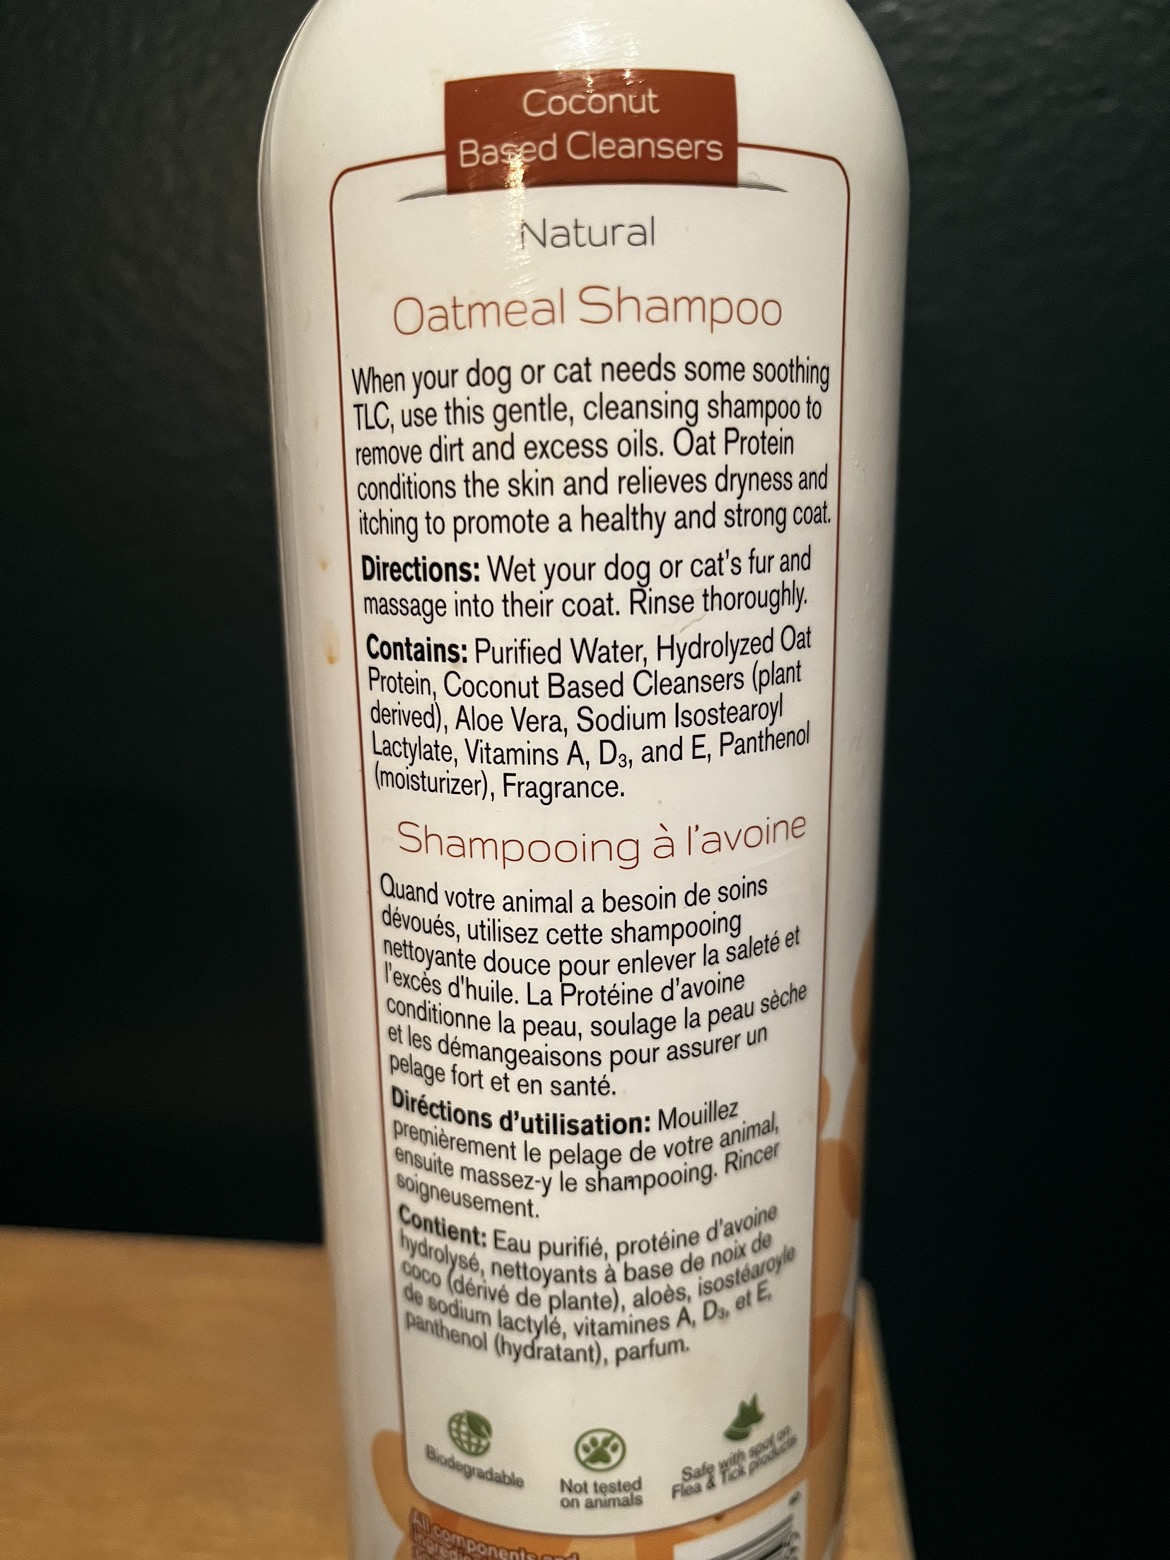 Coconut
Based Cleansers
Natural
Oatmeal Shampoo
When your dog or cat needs some soothing
TLC, use this gentle, cleansing shampoo to
remove dirt and excess oils. Oat Protein
conditions the skin and relieves dryness and
itching to promote a healthy and strong coat.
Directions: Wet your dog or cat's fur and
massage into their coat. Rinse thoroughly.
Contains: Purified Water, Hydrolyzed Oat
Protein, Coconut Based Cleansers (plant
derived), Aloe Vera, Sodium Isostearoyl
Lactylate, Vitamins A, D₃, and E, Panthenol
(moisturizer), Fragrance.
Shampooing à l'avoine
Quand votre animal a besoin de soins
dévoués, utilisez cette shampooing
nettoyante douce pour enlever la saleté et
l'excès d'huile. La Protéine d'avoine
conditionne la peau, soulage la peau sèche
et les démangeaisons pour assurer un
pelage fort et en santé.
Diréctions d'utilisation: Mouillez
premièrement le pelage de votre animal,
ensuite massez-y le shampooing. Rincer
soigneusement.
Contient: Eau purifié, protéine d'avoine
hydrolysé, nettoyants à base de noix de
coco (dérivé de plante), aloès, isostéaroyle
de sodium lactylé, vitamines A, D₃, et E,
panthenol (hydratant), parfum.
Biodegradable
Not tested
on animals
Safe with spot on
Flea & Tick products
All components and